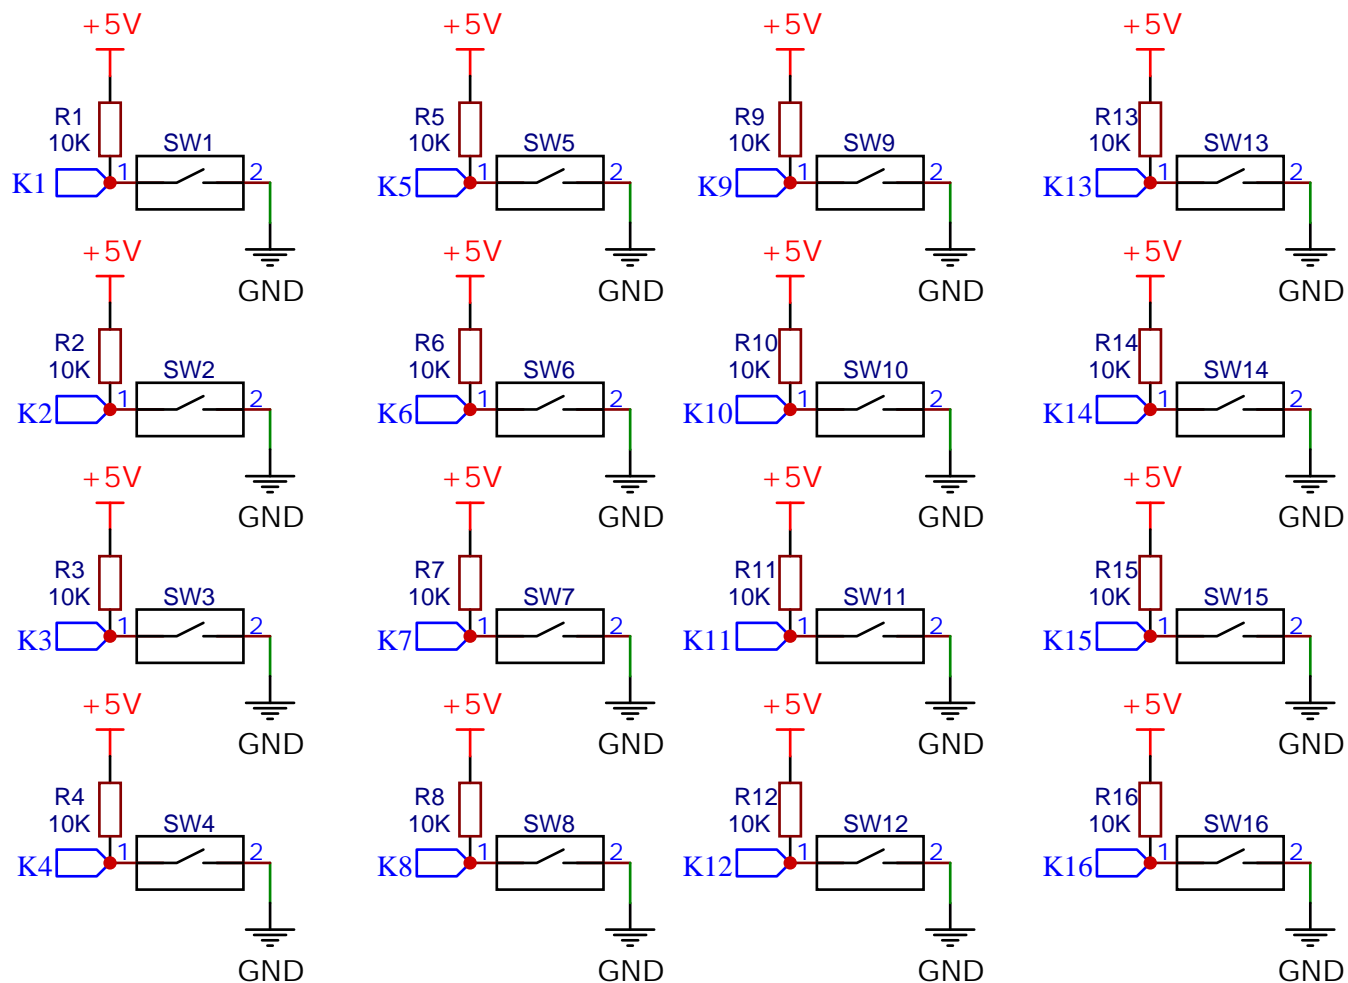 +5V +5V +5V +5V
R1 R5 R9 R13
10K SW1 10K SW5 10K SW9 10K SW13
K1 1 2 K5 1 2 K9 1 2 K13 1 2
+5V +5V +5V +5V
GND GND GND GND
R2 R6 R10 R14
10K SW2 10K SW6 10K SW10 10K SW14
K2 1 2 K6 1 2 K10 1 2 K14 1 2
+5V +5V +5V +5V
GND GND GND GND
R3 R7 R11 R15
10K SW3 10K SW7 10K SW11 10K SW15
K3 1 2 K7 1 2 K11 1 2 K15 1 2
+5V +5V +5V +5V
GND GND GND GND
R4 R8 R12 R16
10K SW4 10K SW8 10K SW12 10K SW16
K4 1 2 K8 1 2 K12 1 2 K16 1 2
GND GND GND GND